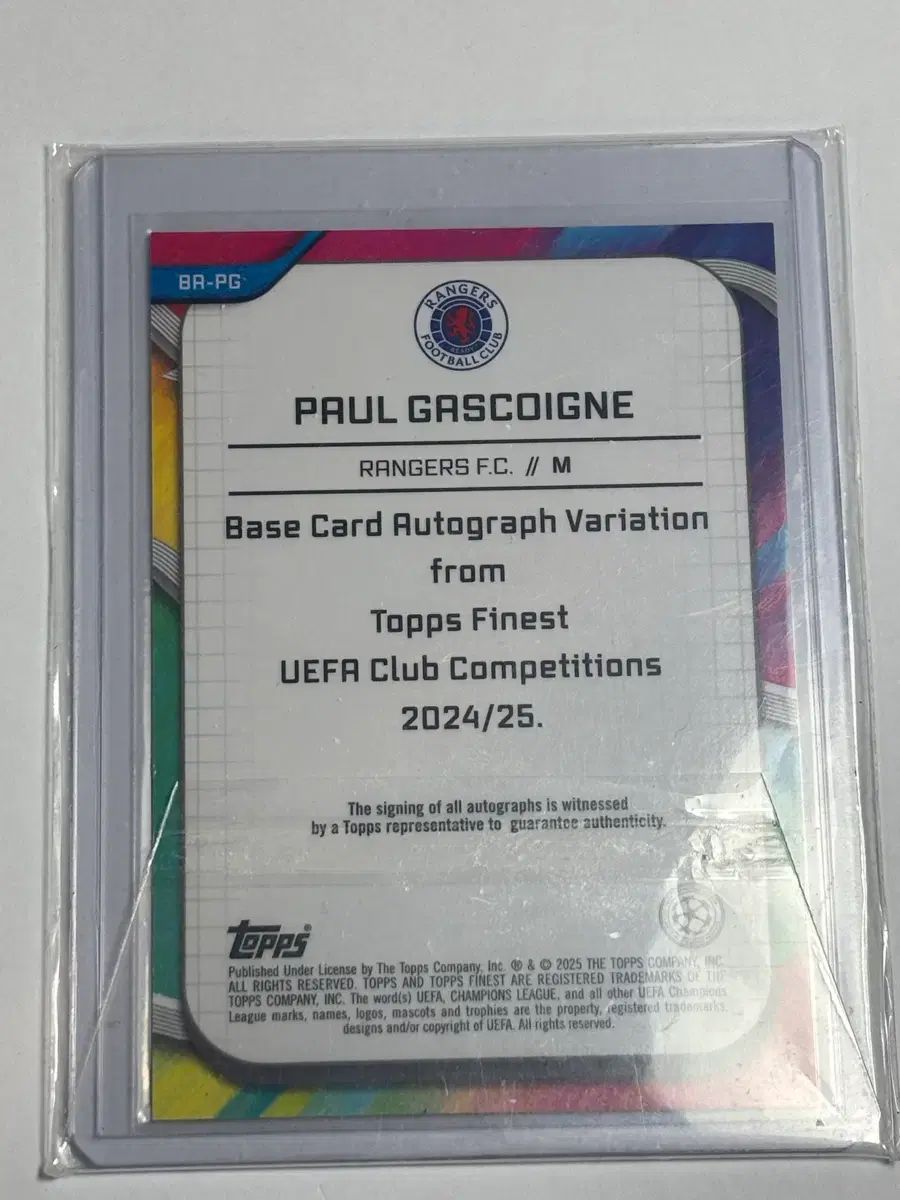 BA-PG
RANGERS
READY
FOOTBALL CLUB
PAUL GASCOIGNE
RANGERS F.C. // M
Base Card Autograph Variation
from
Topps Finest
UEFA Club Competitions
2024/25.
The signing of all autographs is witnessed
by a Topps representative to guarantee authenticity.
topps®
Published Under License by The Topps Company, Inc. ® & © 2025 THE TOPPS COMPANY, INC.
ALL RIGHTS RESERVED. TOPPS AND TOPPS FINEST ARE REGISTERED TRADEMARKS OF THE
TOPPS COMPANY, INC. The word(s) UEFA, CHAMPIONS LEAGUE, and all other UEFA Champions
League marks, names, logos, mascots and trophies are the property, registered trademarks,
designs and/or copyright of UEFA. All rights reserved.